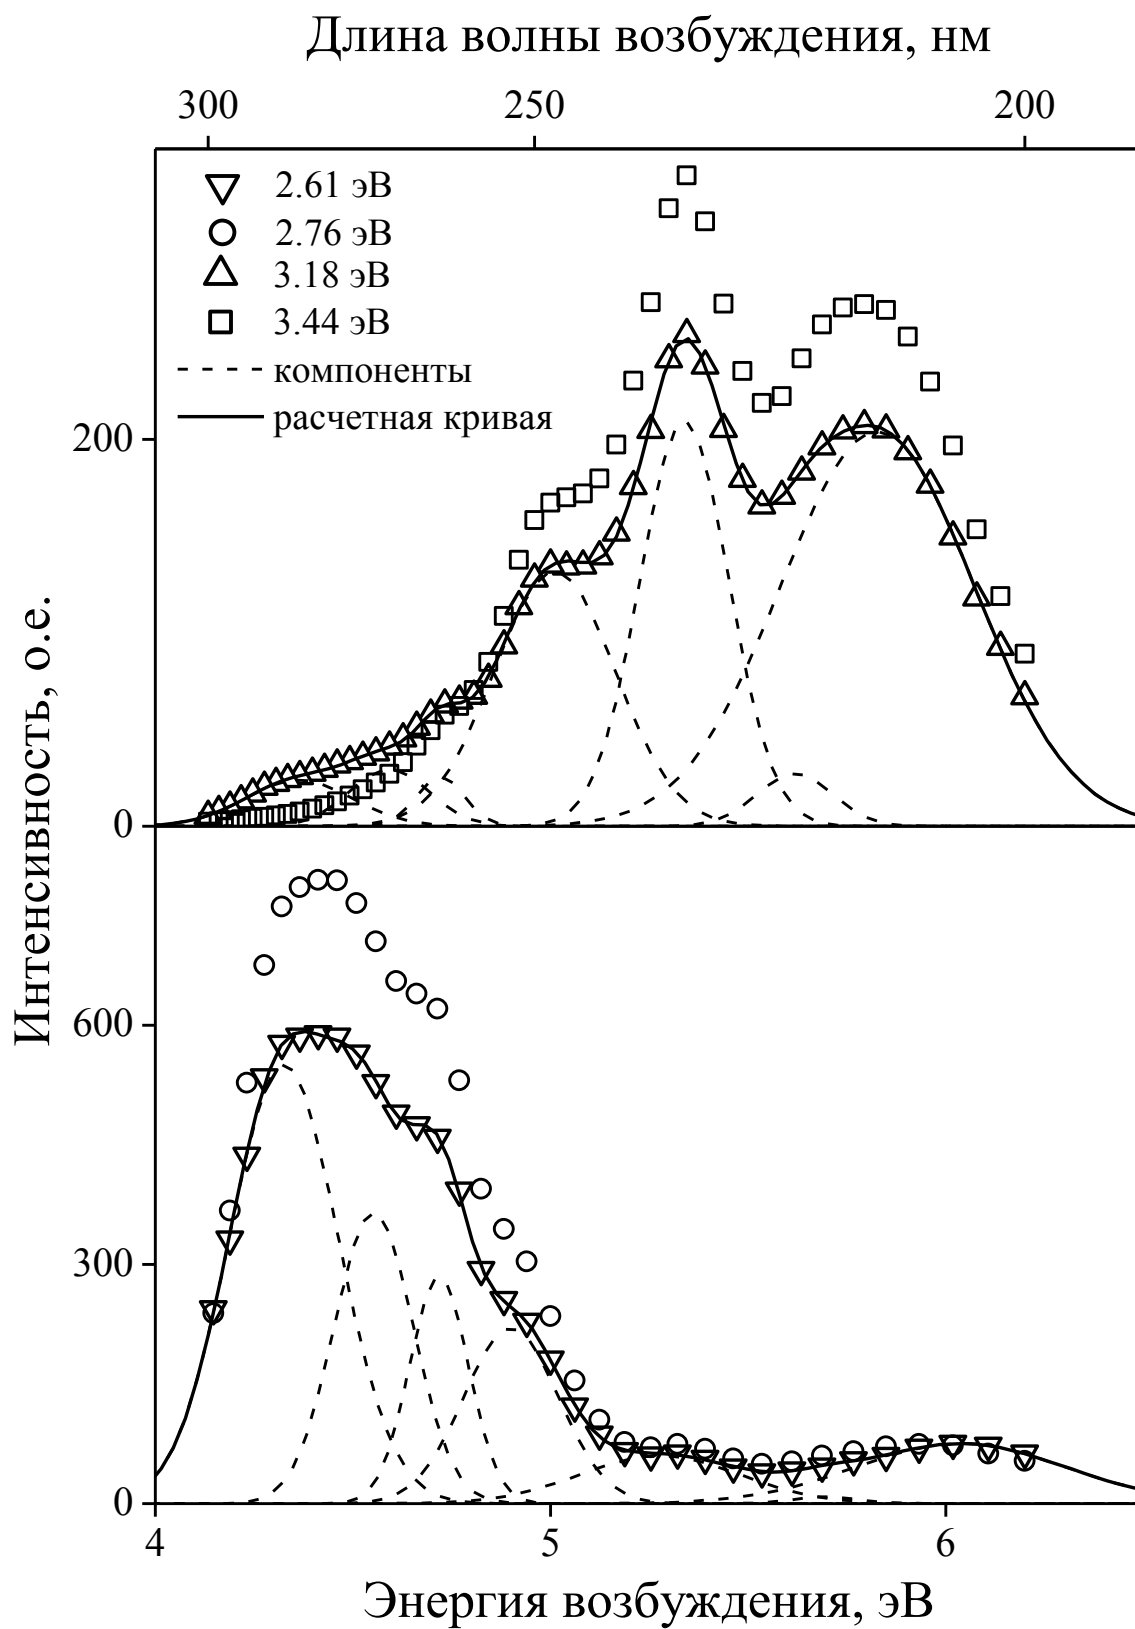 Длина волны возбуждения, нм
300 250 200
2.61 эВ
2.76 эВ
3.18 эВ
3.44 эВ
компоненты
расчетная кривая
200
0
Интенсивность, о.е.
600
300
0
4 5 6
Энергия возбуждения, эВ